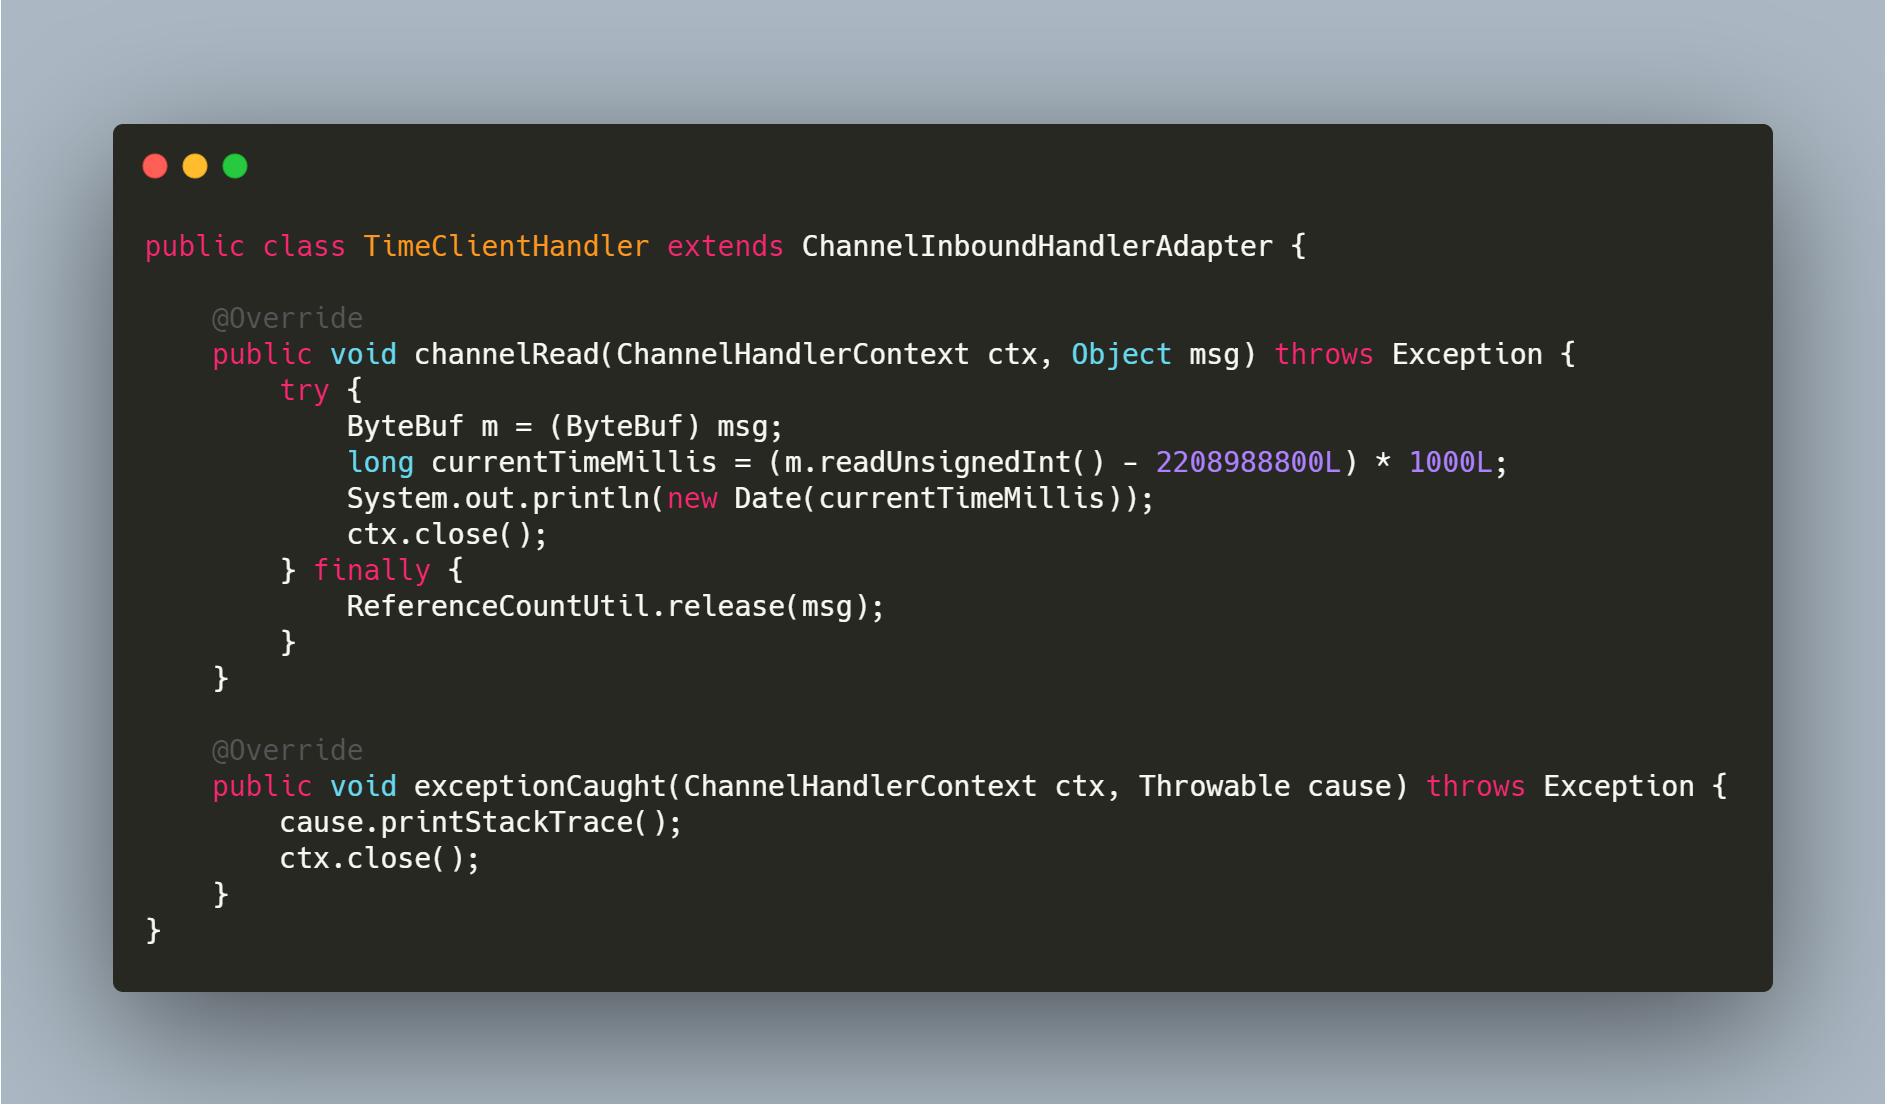 public class TimeClientHandler extends ChannelInboundHandlerAdapter {
@Override
public void channelRead(ChannelHandlerContext ctx, Object msg) throws Exception {
try {
ByteBuf m = (ByteBuf) msg;
long currentTimeMillis = (m.readUnsignedInt() - 2208988800L) * 1000L;
System.out.println(new Date(currentTimeMillis));
ctx.close();
} finally {
ReferenceCountUtil.release(msg);
}
}
@Override
public void exceptionCaught(ChannelHandlerContext ctx, Throwable cause) throws Exception {
cause.printStackTrace();
ctx.close();
}
}